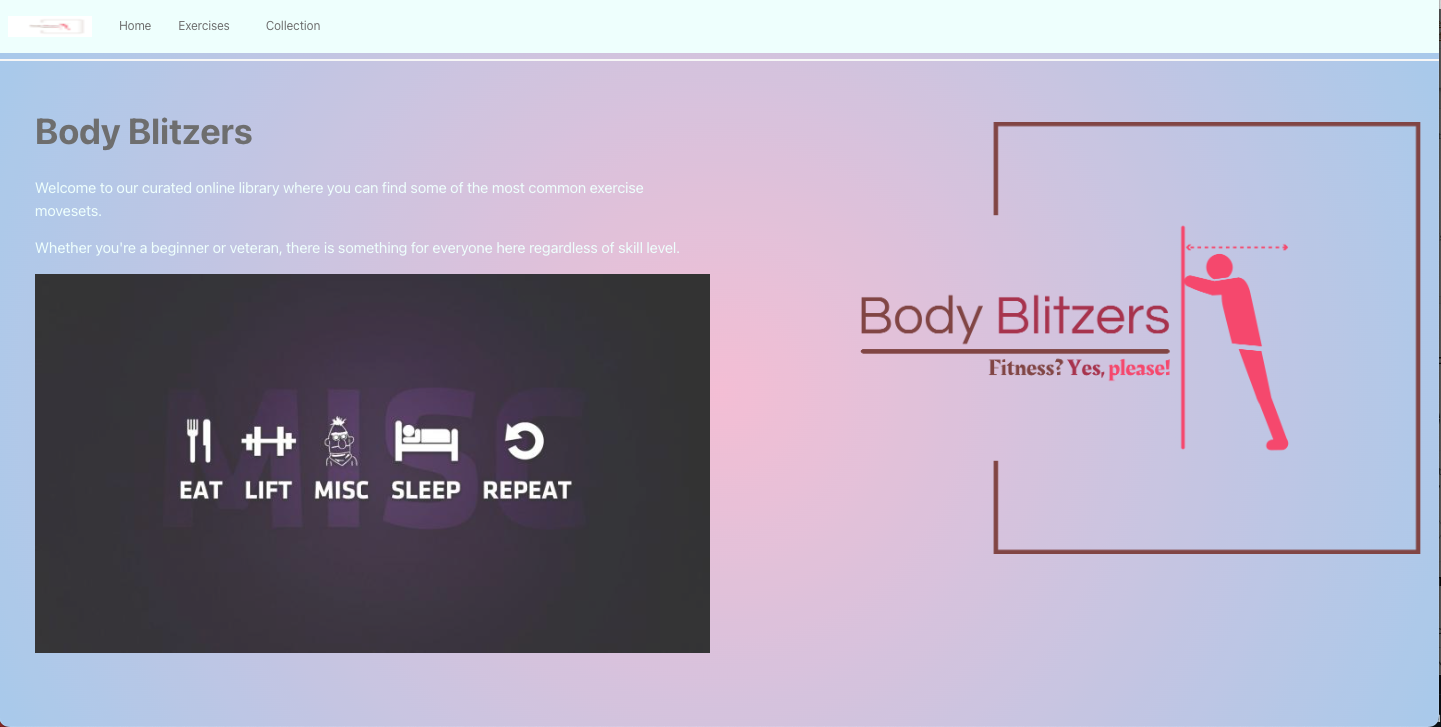 Home Exercises Collection
Body Blitzers
Welcome to our curated online library where you can find some of the most common exercise
movesets.
Whether you're a beginner or veteran, there is something for everyone here regardless of skill level.
MISC
EAT LIFT MISC SLEEP REPEAT
Body Blitzers
Fitness? Yes, please!